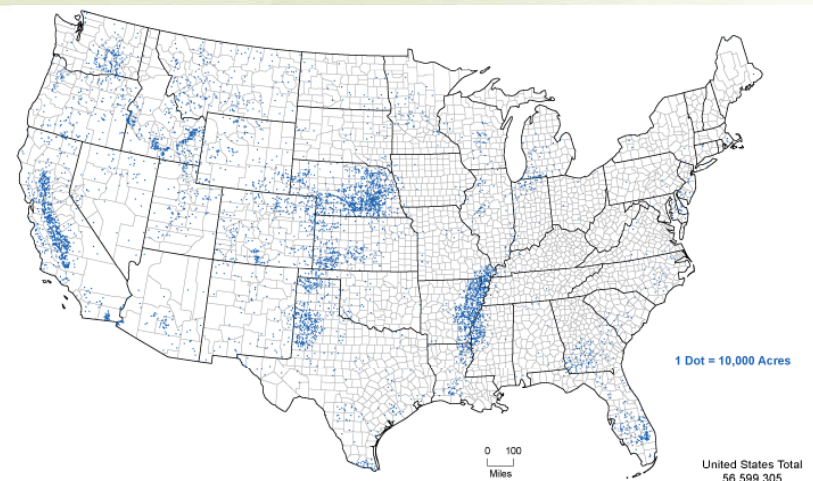 1 Dot = 10,000 Acres
0 100
Miles
United States Total
56,599,305